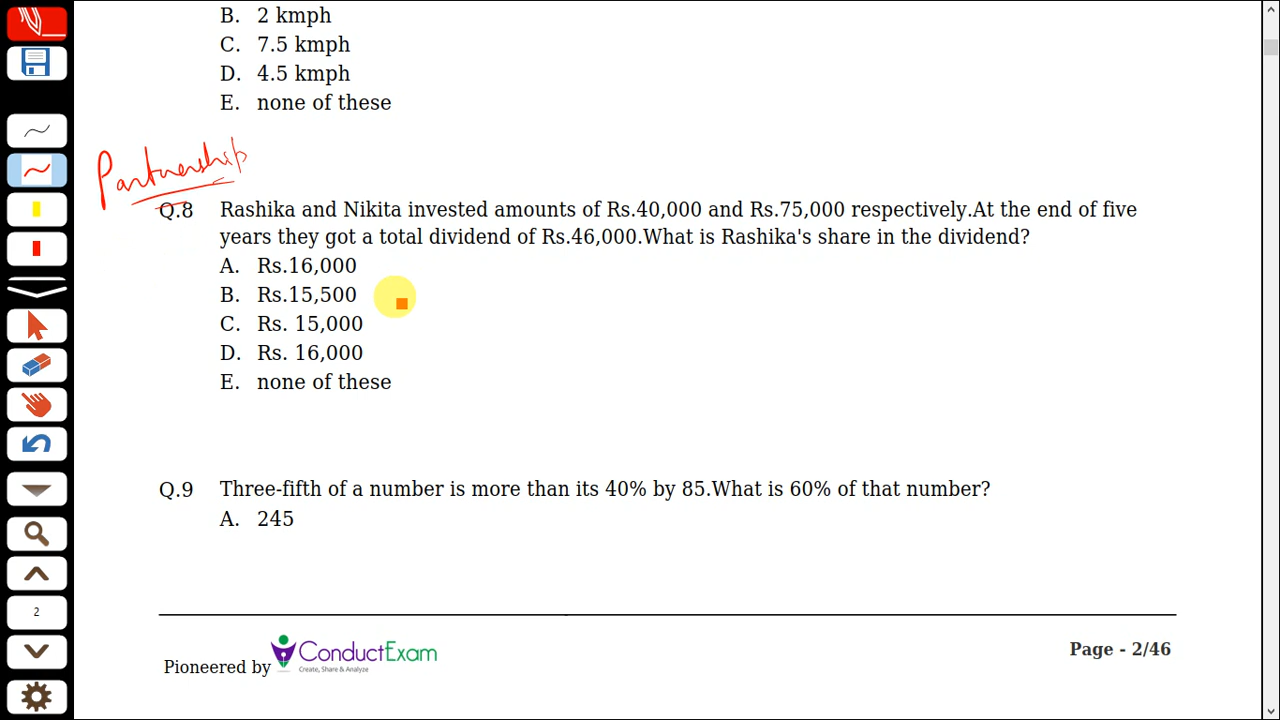 B. 2 kmph
C. 7.5 kmph
D. 4.5 kmph
E. none of these
Partnership
Q.8 Rashika and Nikita invested amounts of Rs.40,000 and Rs.75,000 respectively.At the end of five
years they got a total dividend of Rs.46,000.What is Rashika's share in the dividend?
A. Rs.16,000
B. Rs.15,500
C. Rs. 15,000
D. Rs. 16,000
E. none of these
Q.9 Three-fifth of a number is more than its 40% by 85.What is 60% of that number?
A. 245
2
Pioneered by ConductExam
Create, Share & Analyze
Page - 2/46